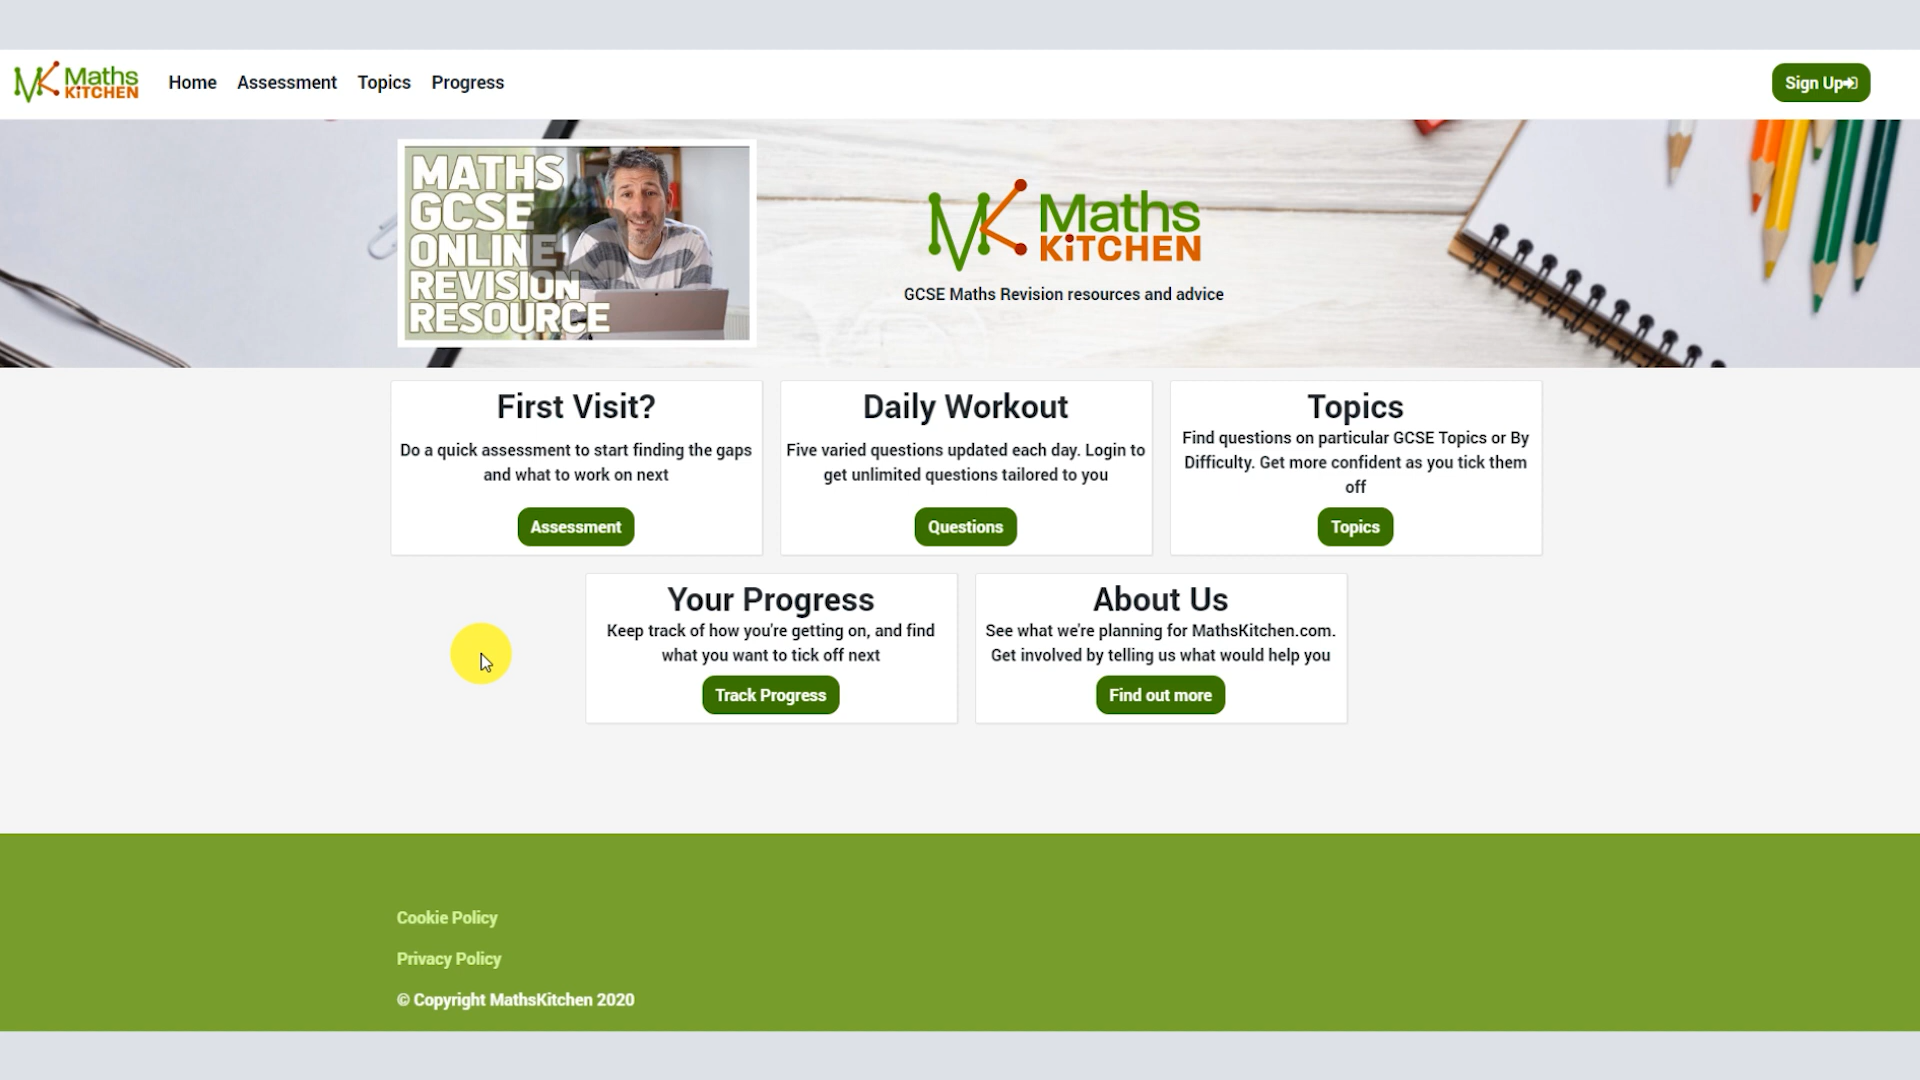 Maths
KiTCHEN
Home
Assessment
Topics
Progress
Sign Up
MATHS
GCSE
ONLINE
REVISION
RESOURCE
Maths
KiTCHEN
GCSE Maths Revision resources and advice
First Visit?
Do a quick assessment to start finding the gaps
and what to work on next
Assessment
Daily Workout
Five varied questions updated each day. Login to
get unlimited questions tailored to you
Questions
Topics
Find questions on particular GCSE Topics or By
Difficulty. Get more confident as you tick them
off
Topics
Your Progress
Keep track of how you're getting on, and find
what you want to tick off next
Track Progress
About Us
See what we're planning for MathsKitchen.com.
Get involved by telling us what would help you
Find out more
Cookie Policy
Privacy Policy
© Copyright MathsKitchen 2020